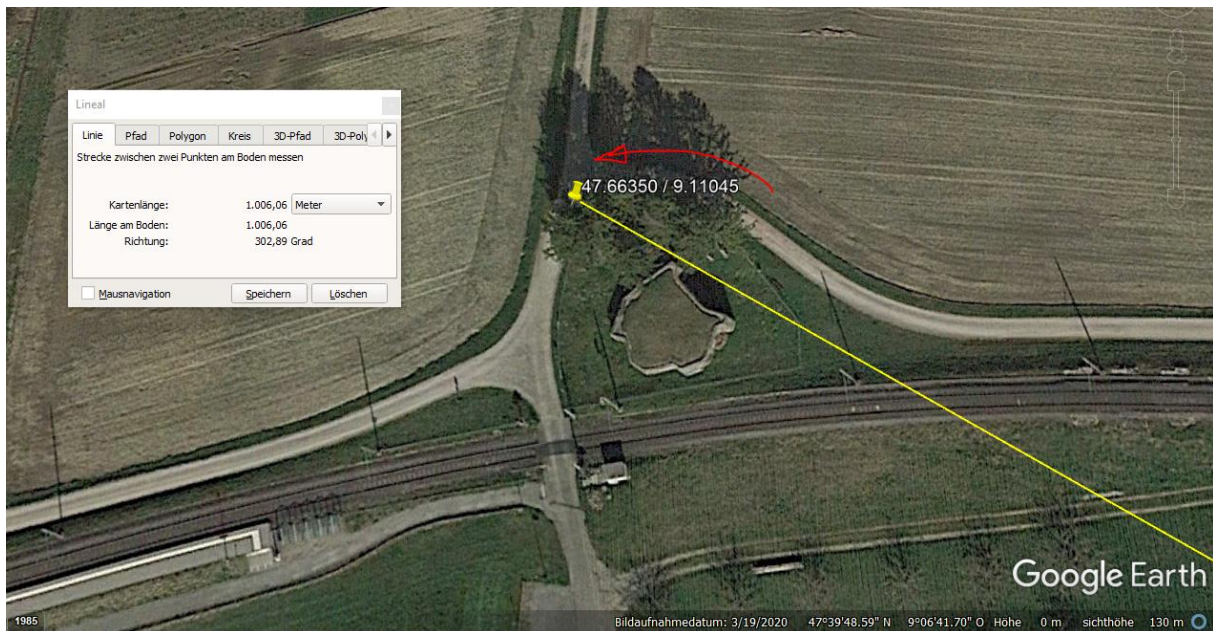 Lineal
Linie Pfad Polygon Kreis 3D-Pfad 3D-Poly
Strecke zwischen zwei Punkten am Boden messen
Kartenlänge: 1.006,06 Meter
Länge am Boden: 1.006,06
Richtung: 302,89 Grad
Mausnavigation Speichern Löschen
47.66350 / 9.11045
Google Earth
1985 Bildaufnahmedatum: 3/19/2020 47°39'48.59" N 9°06'41.70" O Höhe 0 m sichthöhe 130 m